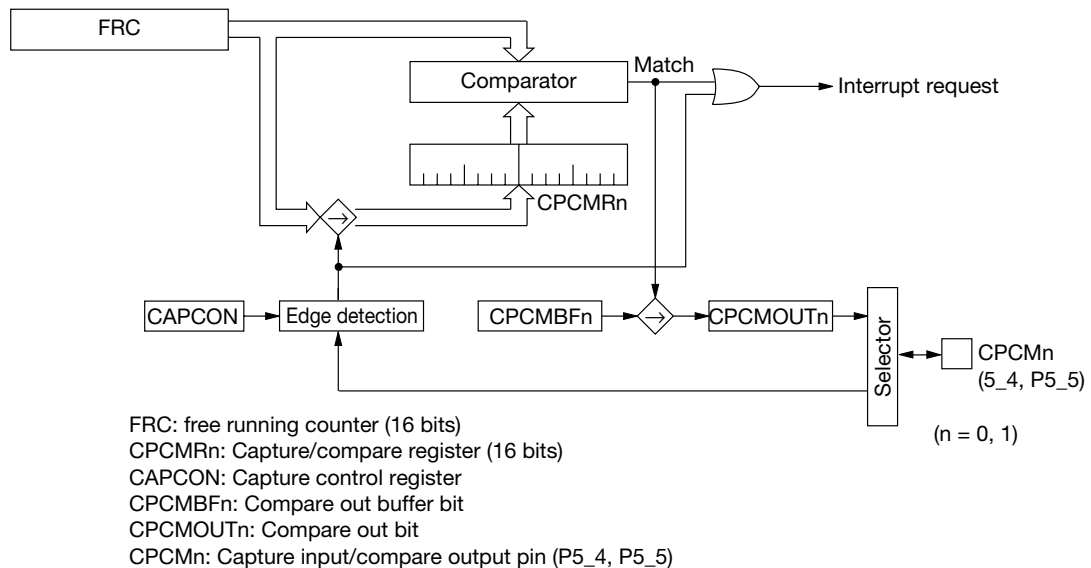 FRC
Match
Comparator
Interrupt request
CPCMRn
CAPCON
Edge detection
CPCMBFn
→
CPCMOUTn
Selector
CPCMn
(5_4, P5_5)
(n = 0, 1)
FRC: free running counter (16 bits)
CPCMRn: Capture/compare register (16 bits)
CAPCON: Capture control register
CPCMBFn: Compare out buffer bit
CPCMOUTn: Compare out bit
CPCMn: Capture input/compare output pin (P5_4, P5_5)